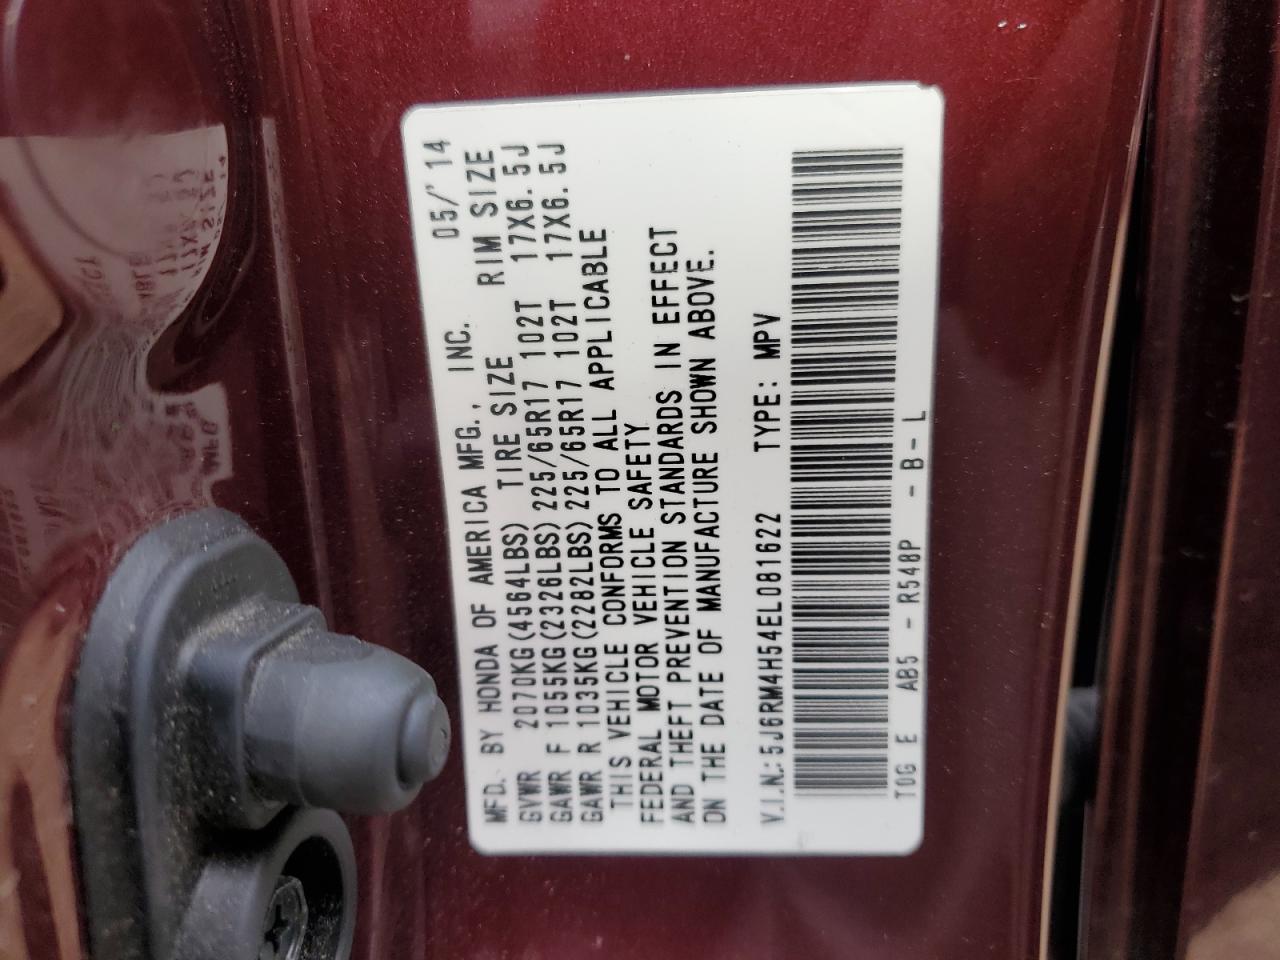 MFD. BY HONDA OF AMERICA MFG., INC. 05/'14
GVWR 2070KG(4564LBS) TIRE SIZE RIM SIZE
GAWR F 1055KG(2326LBS) 225/65R17 102T 17X6.5J
GAWR R 1035KG(2282LBS) 225/65R17 102T 17X6.5J
THIS VEHICLE CONFORMS TO ALL APPLICABLE
FEDERAL MOTOR VEHICLE SAFETY
AND THEFT PREVENTION STANDARDS IN EFFECT
ON THE DATE OF MANUFACTURE SHOWN ABOVE.
V.I.N.: 5J6RM4H54EL081622 TYPE: MPV
T0G E AB5 - R548P - B - L